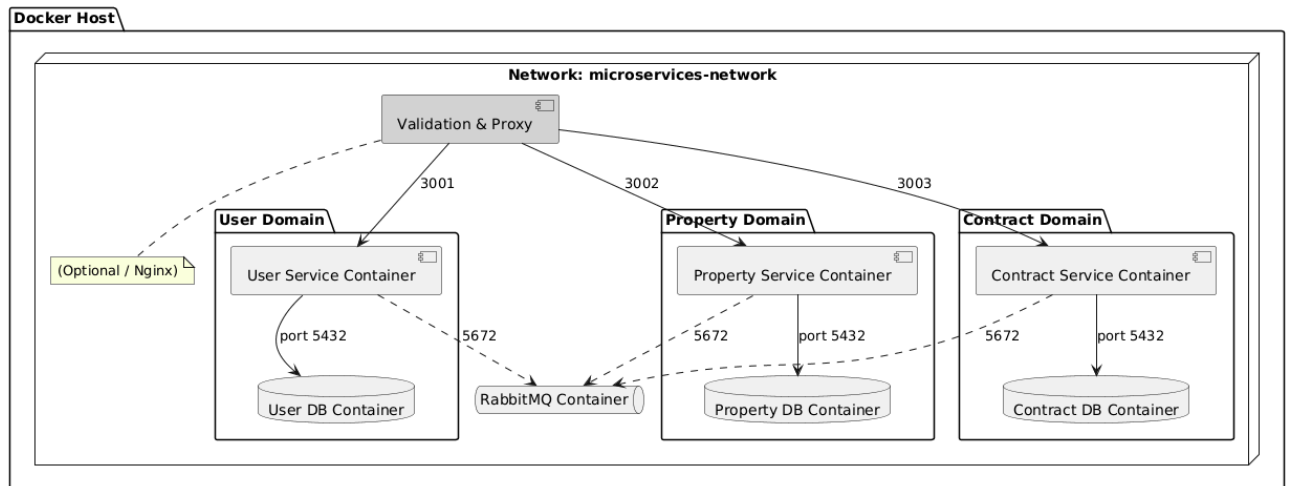 Docker Host
Network: microservices-network
Validation & Proxy
3001
3002
3003
User Domain
Property Domain
Contract Domain
(Optional / Nginx)
User Service Container
Property Service Container
Contract Service Container
port 5432
5672
5672
port 5432
5672
port 5432
User DB Container
RabbitMQ Container
Property DB Container
Contract DB Container